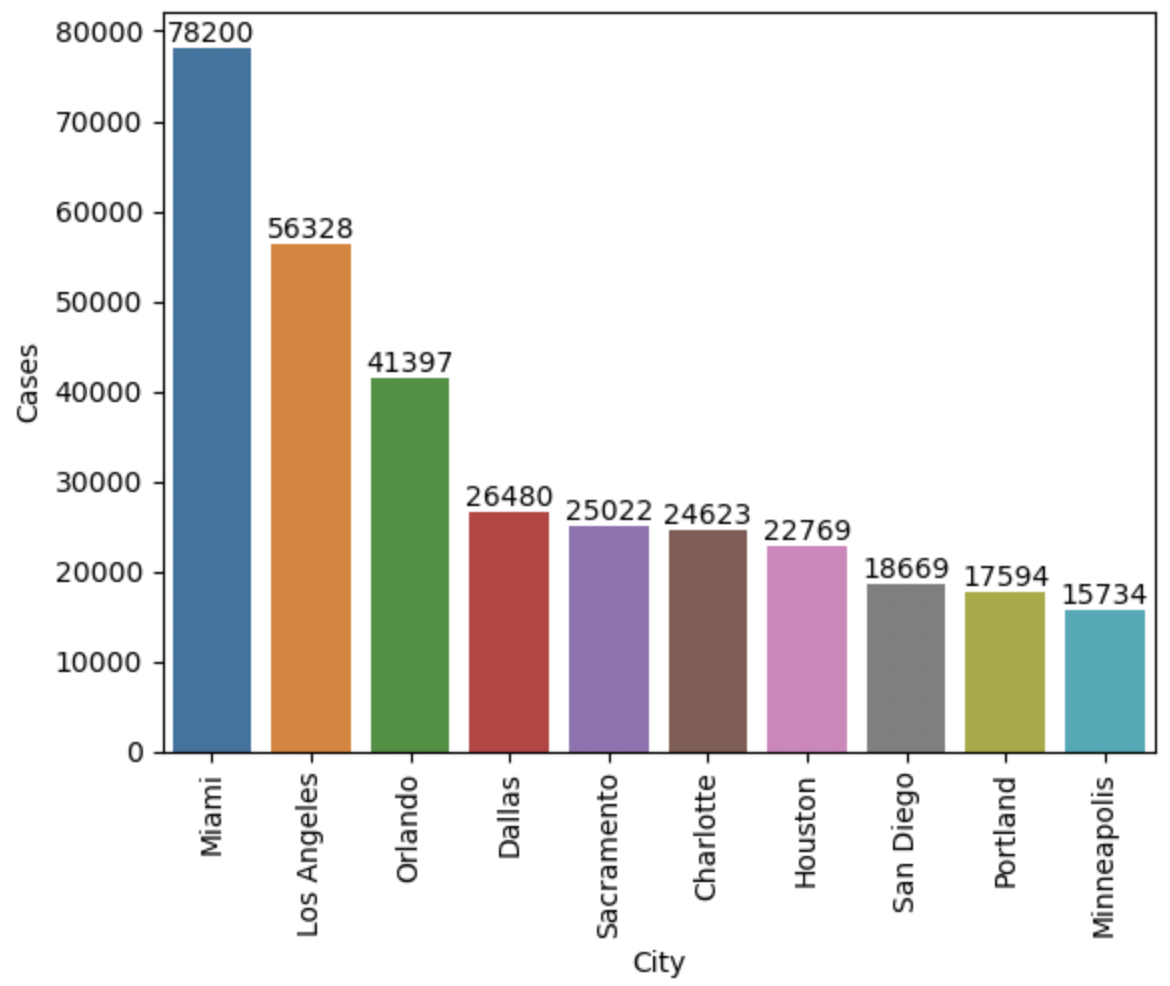 80000
70000
60000
50000
40000
30000
20000
10000
0
Cases
78200
56328
41397
26480
25022
24623
22769
18669
17594
15734
Miami
Los Angeles
Orlando
Dallas
Sacramento
Charlotte
Houston
San Diego
Portland
Minneapolis
City